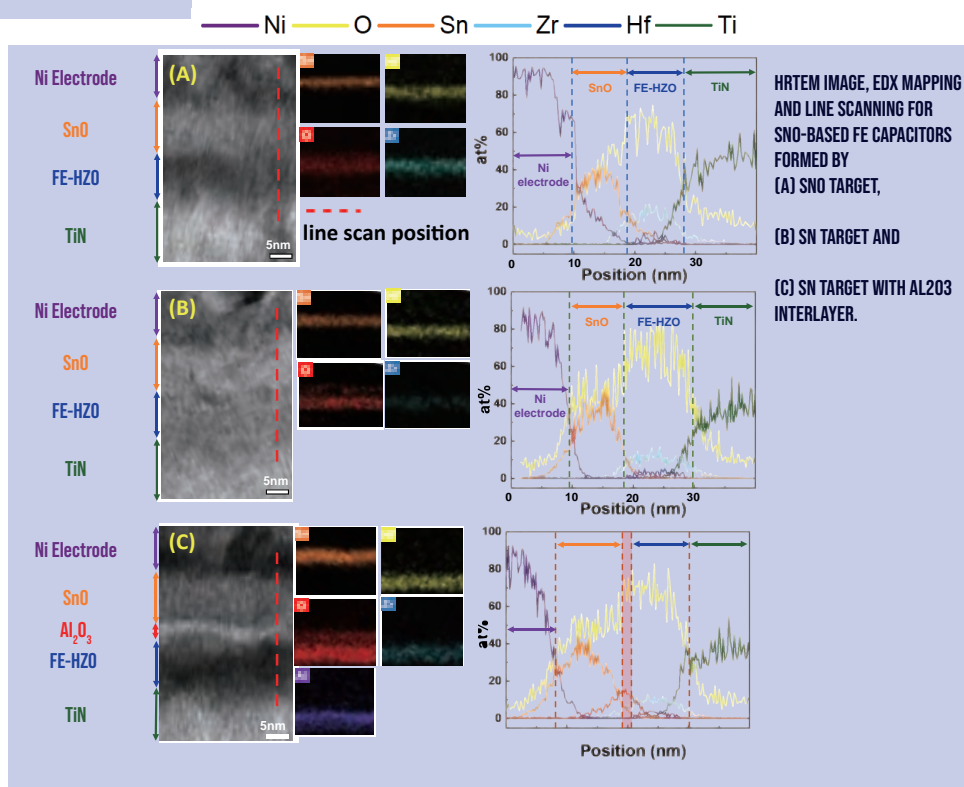 Ni O Sn Zr Hf Ti
Ni Electrode
SnO
FE-HZO
TiN
(A)
5nm
line scan position
100
80
60
40
20
0
at%
SnO FE-HZO TiN
Ni
electrode
0 10 20 30
Position (nm)
HRTEM IMAGE, EDX MAPPING
AND LINE SCANNING FOR
SNO-BASED FE CAPACITORS
FORMED BY
(A) SNO TARGET,
(B) SN TARGET AND
(C) SN TARGET WITH AL2O3
INTERLAYER.
Ni Electrode
SnO
FE-HZO
TiN
(B)
5nm
100
80
60
40
20
0
at%
SnO FE-HZO TiN
Ni
electrode
0 10 20 30
Position (nm)
Ni Electrode
SnO
Al2O3
FE-HZO
TiN
(C)
5nm
100
80
60
40
20
0
at%
Position (nm)